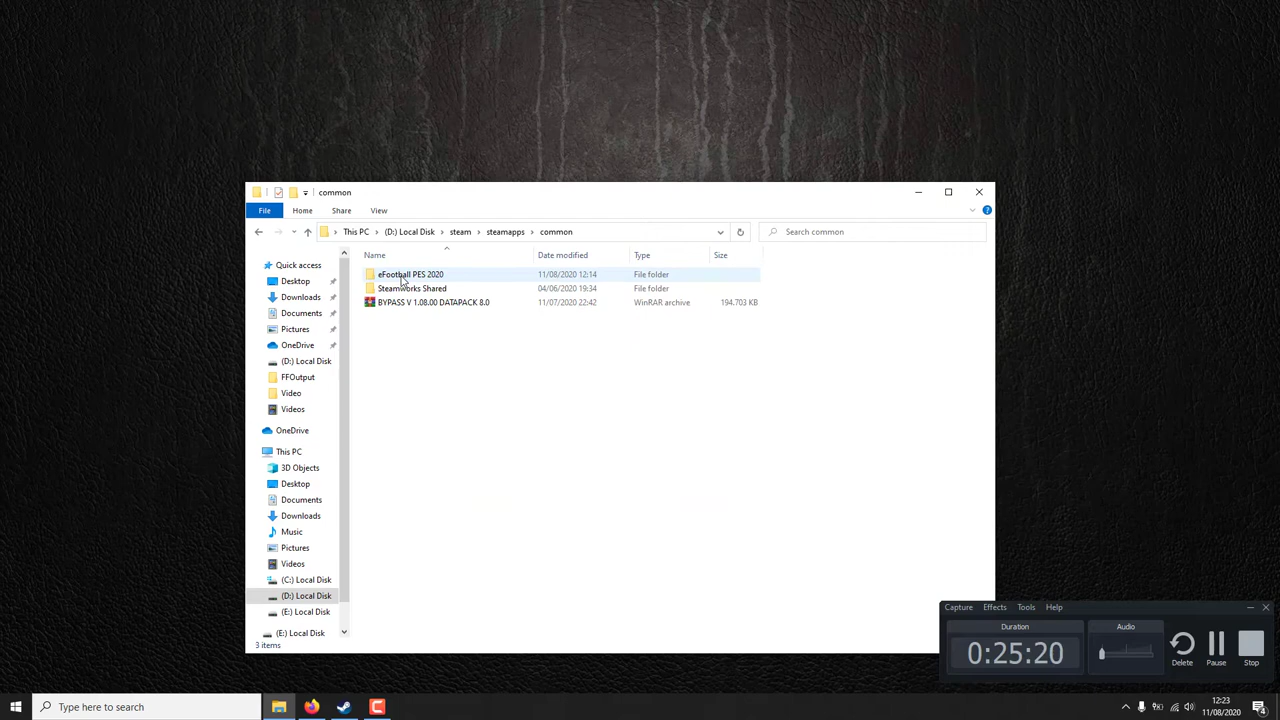 common
File Home Share View
This PC (D:) Local Disk steam steamapps common Search common
Name Date modified Type Size
eFootball PES 2020 11/08/2020 12:14 File folder
Steamworks Shared 04/06/2020 19:34 File folder
BYPASS V 1.08.00 DATAPACK 8.0 11/07/2020 22:42 WinRAR archive 194.703 KB
Quick access
Desktop
Downloads
Documents
Pictures
OneDrive
(D:) Local Disk
FFOutput
Video
Videos
OneDrive
This PC
3D Objects
Desktop
Documents
Downloads
Music
Pictures
Videos
(C:) Local Disk
(D:) Local Disk
(E:) Local Disk
(E:) Local Disk
3 items
Capture Effects Tools Help
Duration Audio
0:25:20
Delete Pause Stop
Type here to search
12:23
11/08/2020